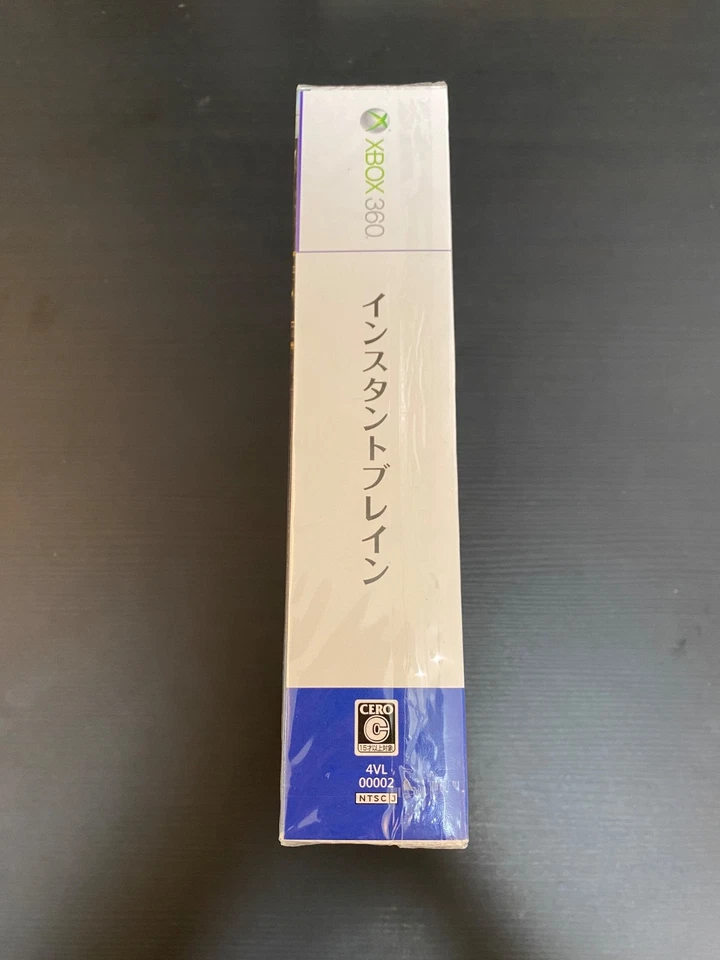 XBOX 360
インスタントブレイン
CERO
C
15才以上対象
4VL
00002
NTSC J